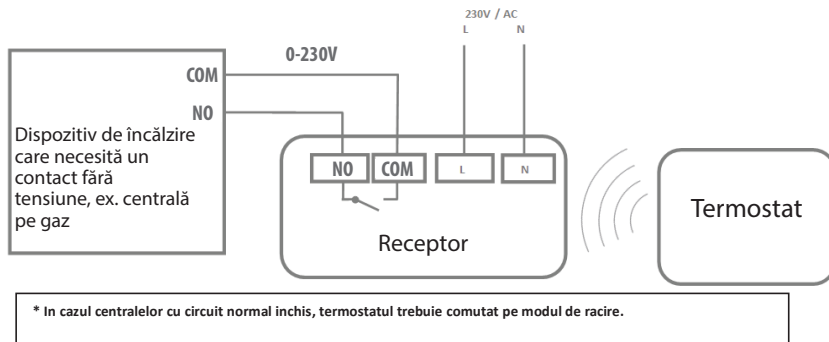 230V / AC
L N
COM
0-230V
NO
Dispozitiv de încălzire
care necesită un
contact fără
tensiune, ex. centrală
pe gaz
NO COM L N
Receptor
Termostat
* In cazul centralelor cu circuit normal inchis, termostatul trebuie comutat pe modul de racire.